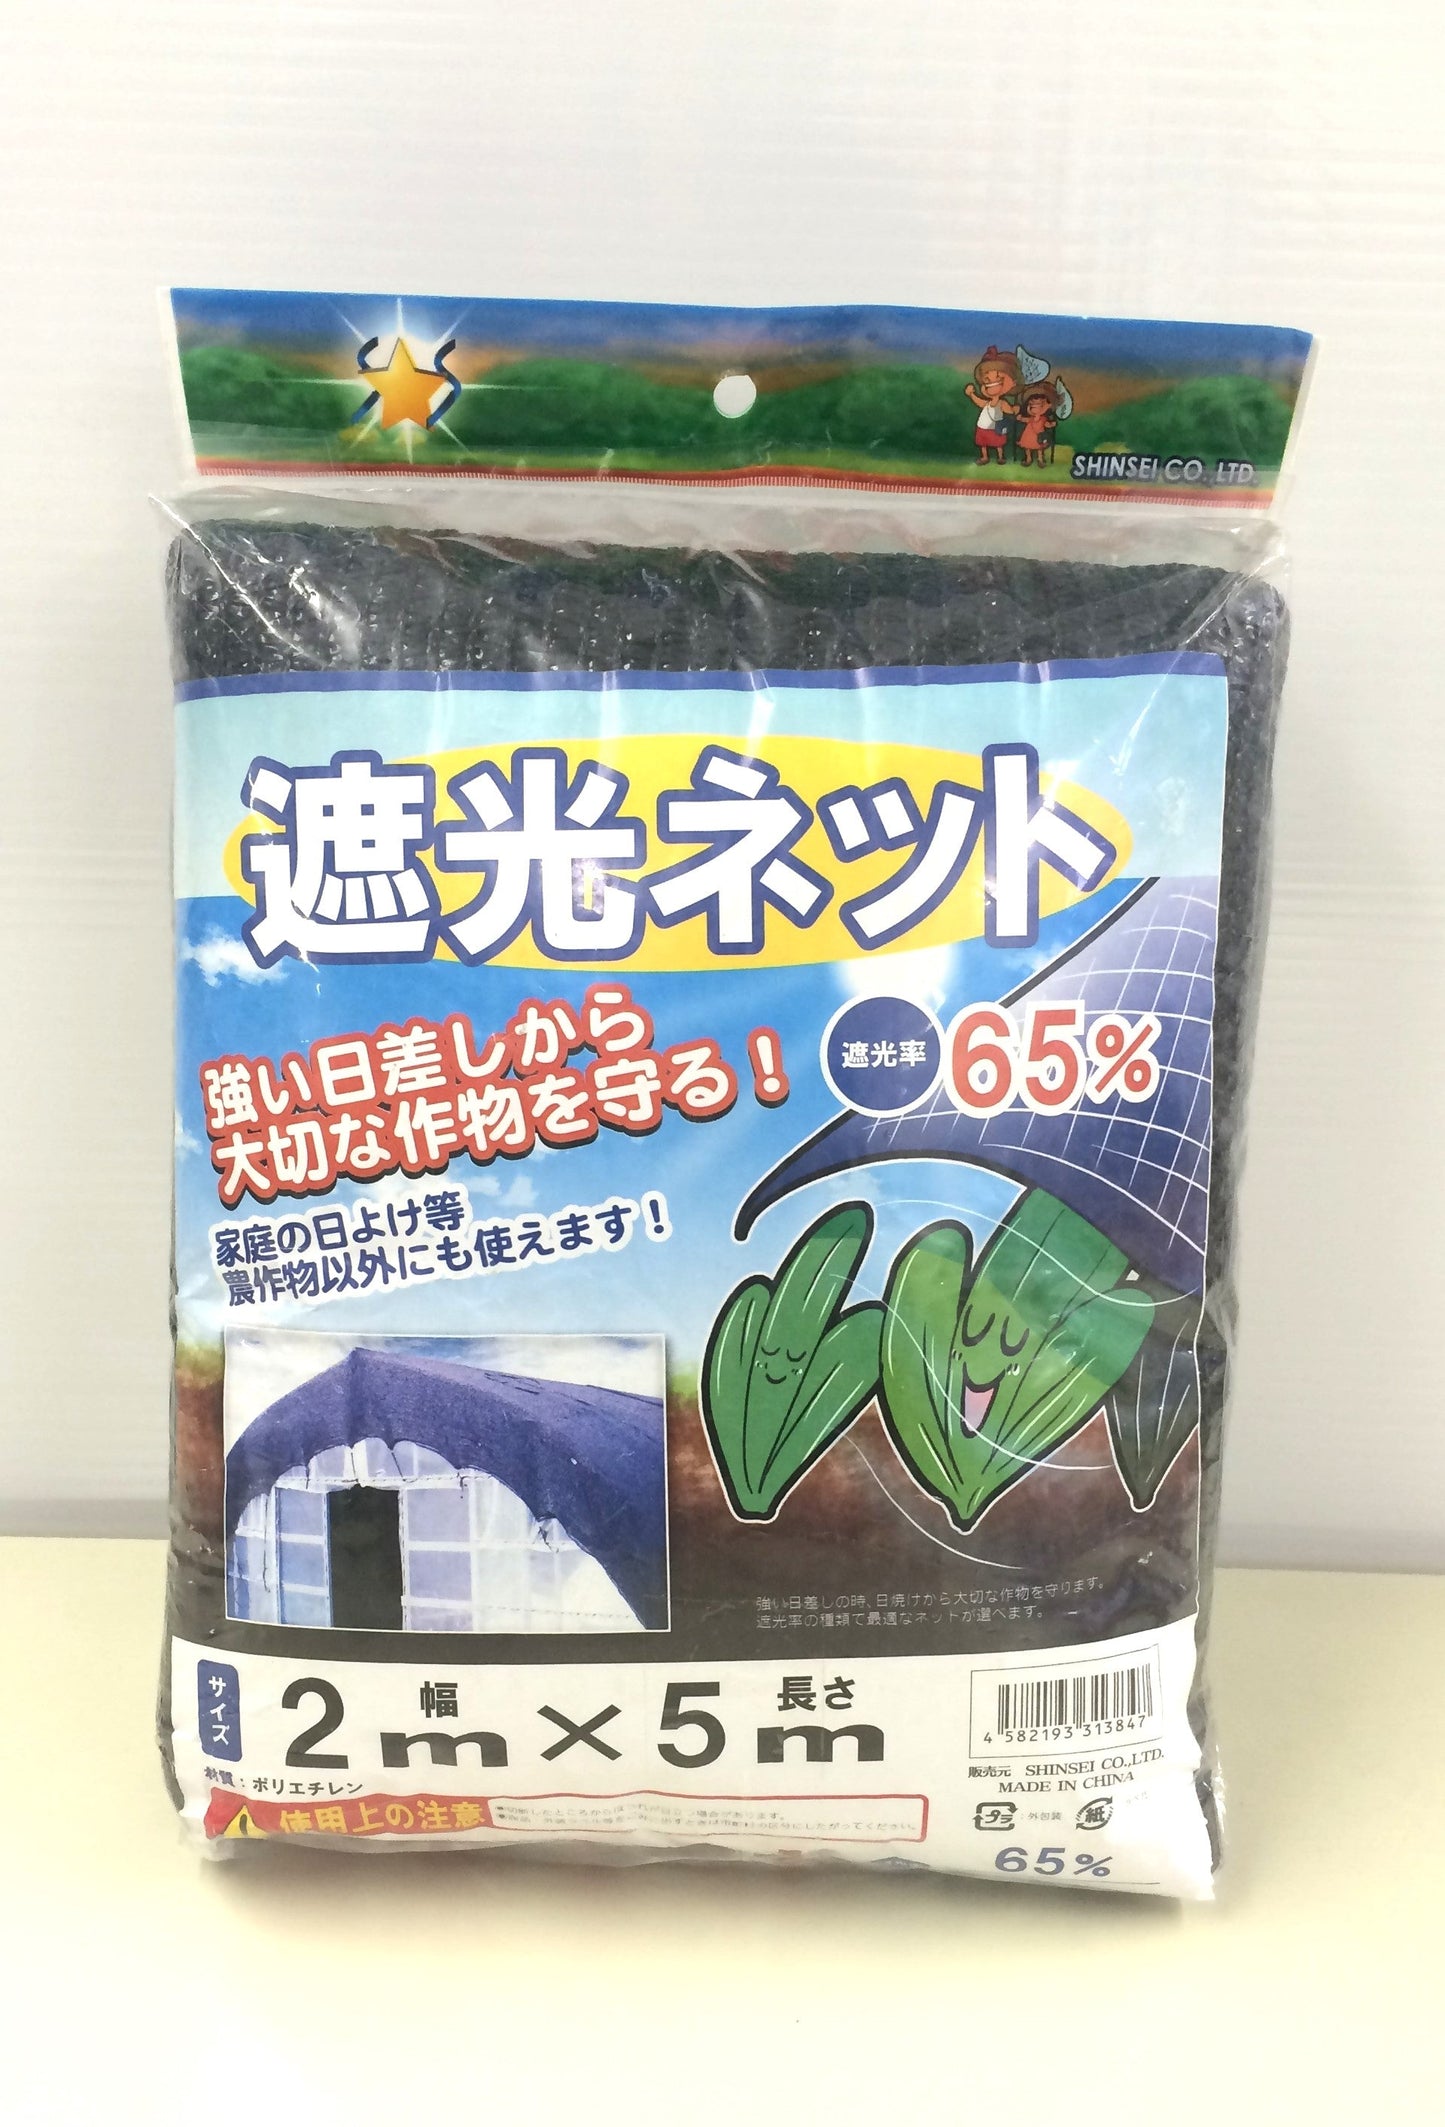 SHINSEI CO., LTD.
遮光ネット
遮光率 65%
強い日差しから
大切な作物を守る！
家庭の日よけ等
農作物以外にも使えます！
強い日差しの時、日焼けから大切な作物を守ります。
遮光率の種類で最適なネットが選べます。
サイズ 2m幅×5m長さ
4 582193 313847
材質：ポリエチレン
販売元 SHINSEI CO.,LTD.
MADE IN CHINA
使用上の注意
プラ：外包装 紙
65%